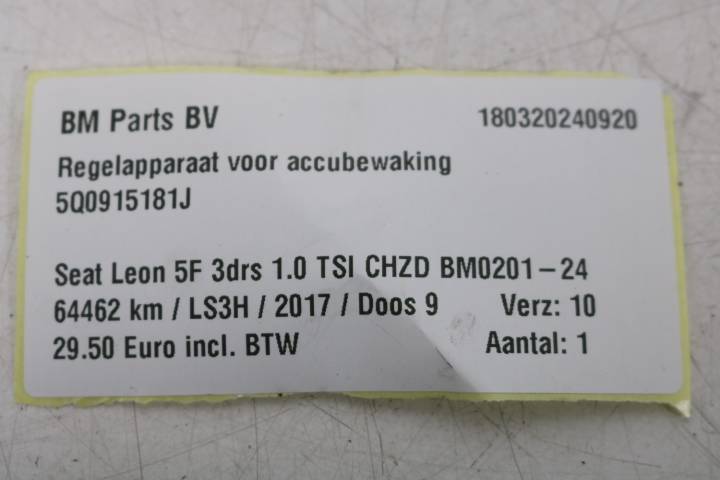 BM Parts BV 180320240920
Regelapparaat voor accubewaking
5Q0915181J
Seat Leon 5F 3drs 1.0 TSI CHZD BM0201-24
64462 km / LS3H / 2017 / Doos 9 Verz: 10
29.50 Euro incl. BTW Aantal: 1